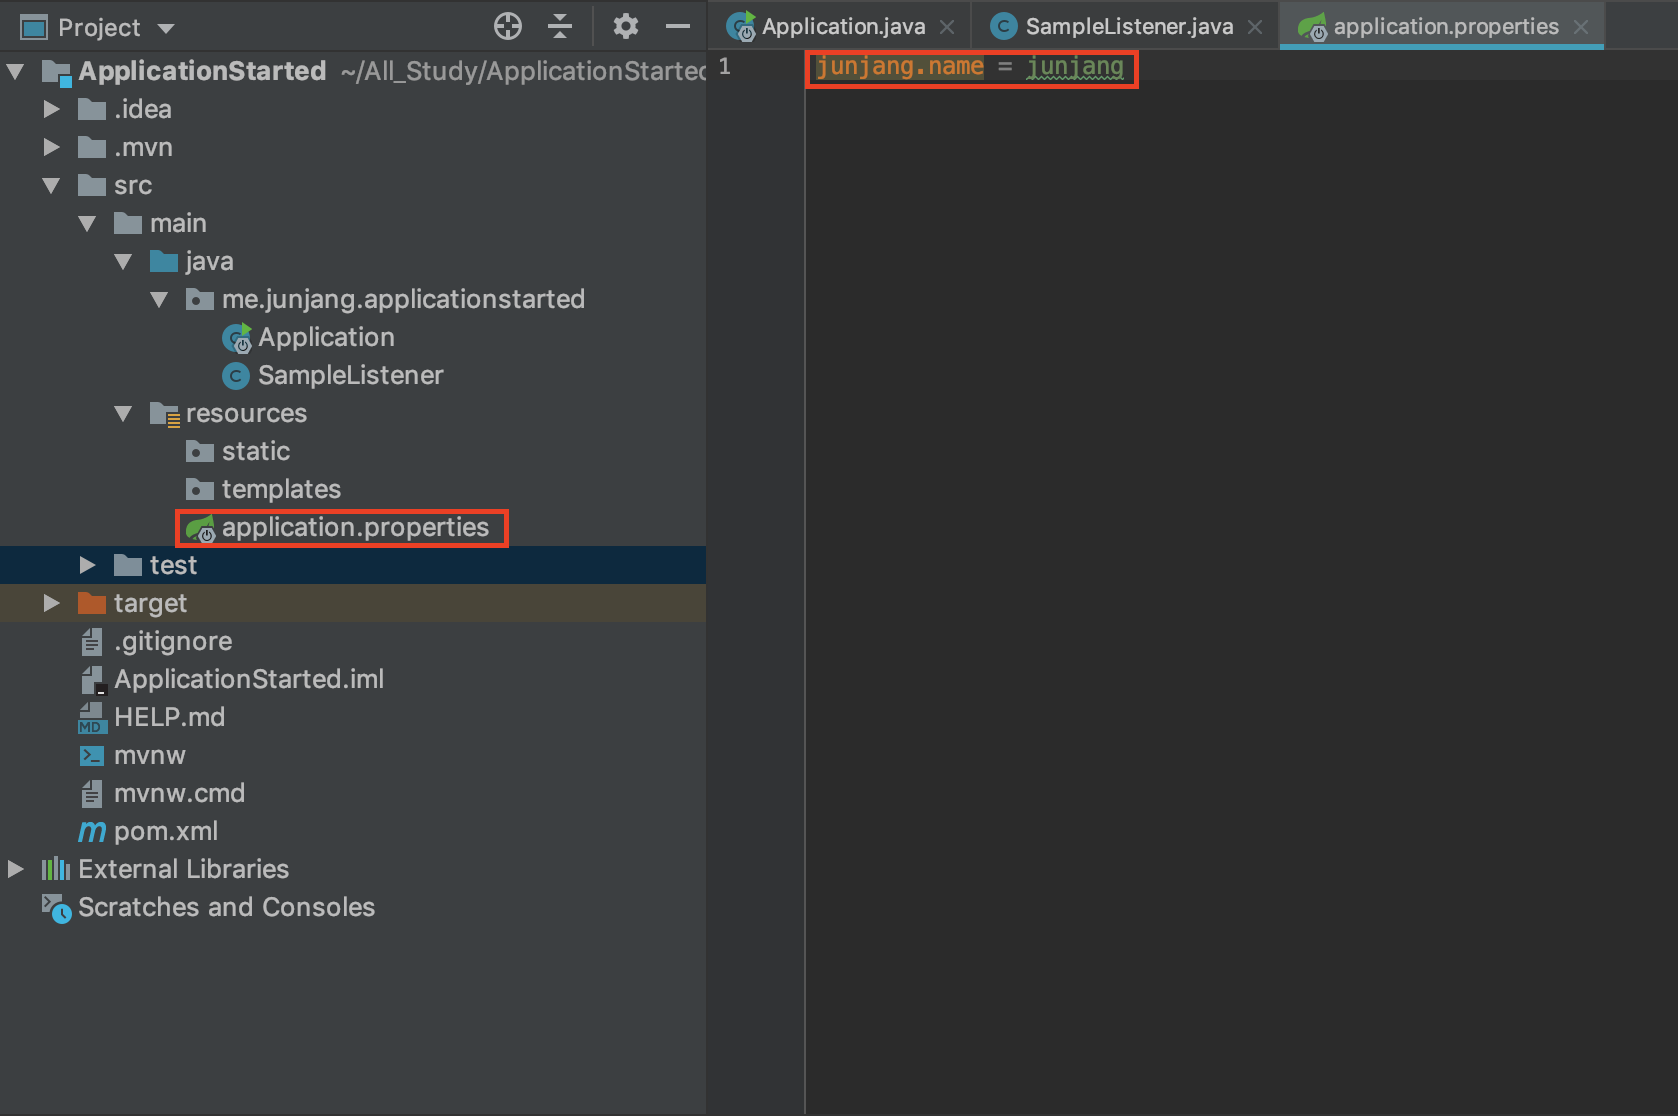 Project
Application.java
SampleListener.java
application.properties
ApplicationStarted ~/All_Study/ApplicationStarted
1 junjang.name = junjang
.idea
.mvn
src
main
java
me.junjang.applicationstarted
Application
C SampleListener
resources
static
templates
application.properties
test
target
.gitignore
ApplicationStarted.iml
MD HELP.md
mvnw
mvnw.cmd
m pom.xml
External Libraries
Scratches and Consoles